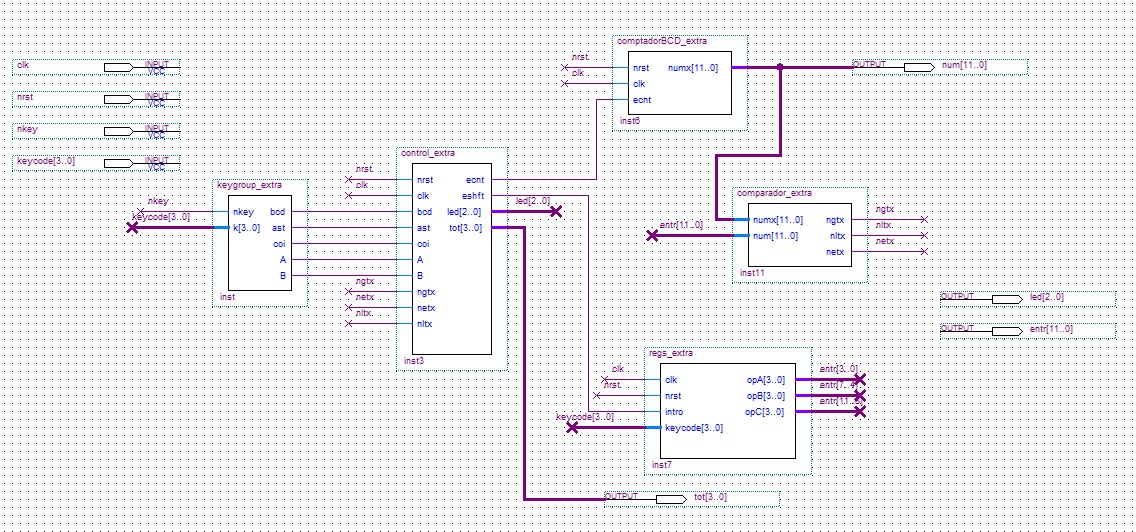 clk INPUT VCC
nrst INPUT VCC
nkey INPUT VCC
keycode[3..0] INPUT VCC
keygroup_extra
nkey
keycode[3..0]
nkey bcd
k[3..0] ast
coi
A
B
inst
control_extra
nrst
clk
nrst ecnt
clk eshft
bcd led[2..0]
ast tot[3..0]
coi
A
B
ngtx
netx
nltx
ngtx
netx
nltx
inst3
led[2..0]
comptadorBCD_extra
nrst
clk
nrst numx[11..0]
clk
ecnt
inst6
OUTPUT num[11..0]
comparador_extra
entr[11..0]
numx[11..0] ngtx
num[11..0] nltx
netx
inst11
ngtx
nltx
netx
OUTPUT led[2..0]
OUTPUT entr[11..0]
regs_extra
clk
nrst
keycode[3..0]
clk opA[3..0]
nrst opB[3..0]
intro opC[3..0]
keycode[3..0]
inst7
entr[3..0]
OUTPUT tot[3..0]